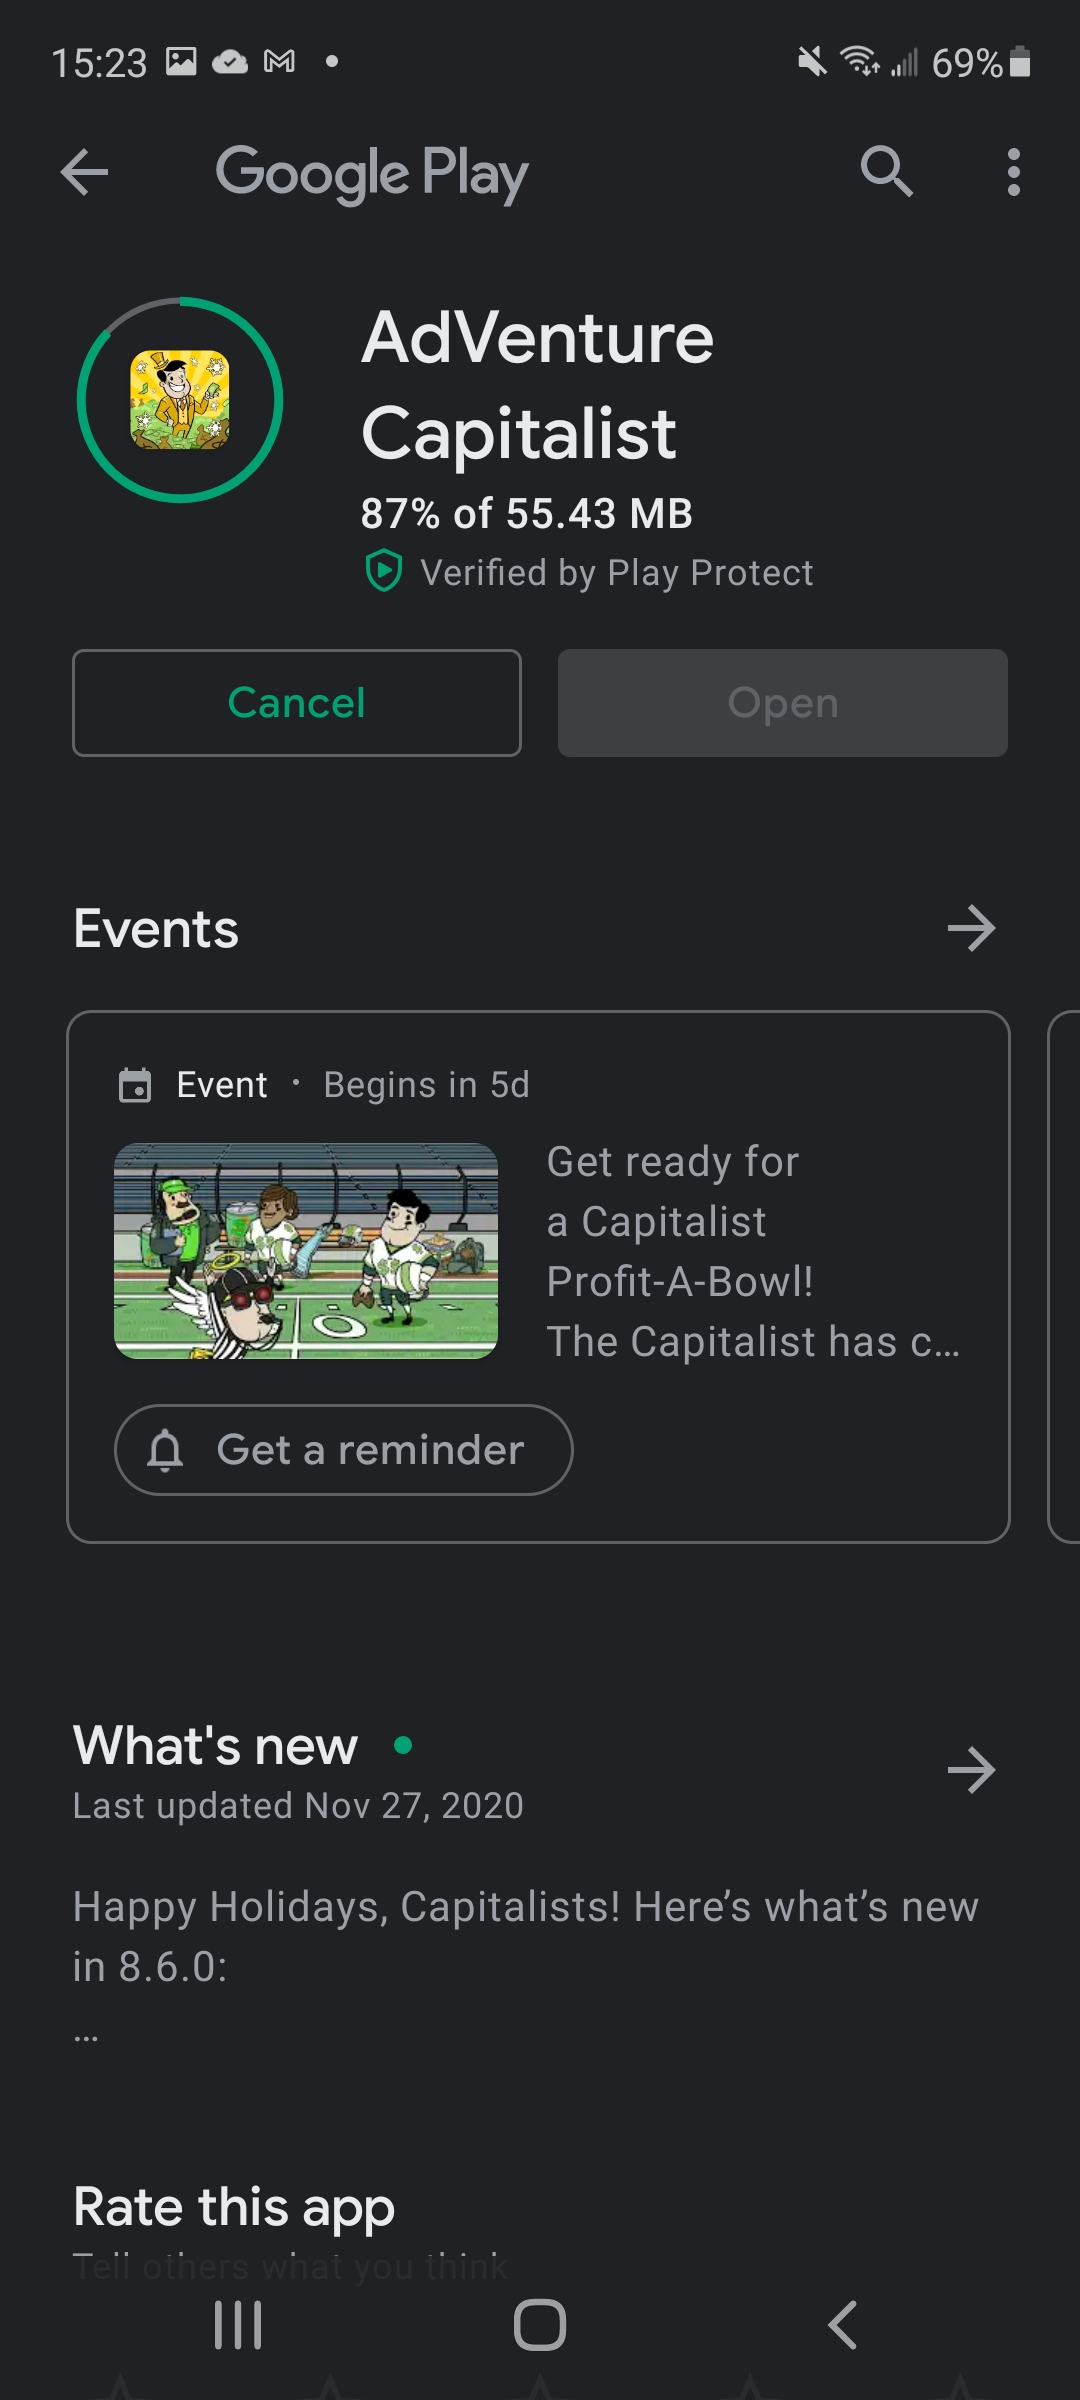 15:23
69%
Google Play
AdVenture
Capitalist
87% of 55.43 MB
Verified by Play Protect
Cancel
Open
Events
Event • Begins in 5d
Get ready for
a Capitalist
Profit-A-Bowl!
The Capitalist has c...
Get a reminder
What's new
Last updated Nov 27, 2020
Happy Holidays, Capitalists! Here’s what’s new
in 8.6.0:
...
Rate this app
Tell others what you think